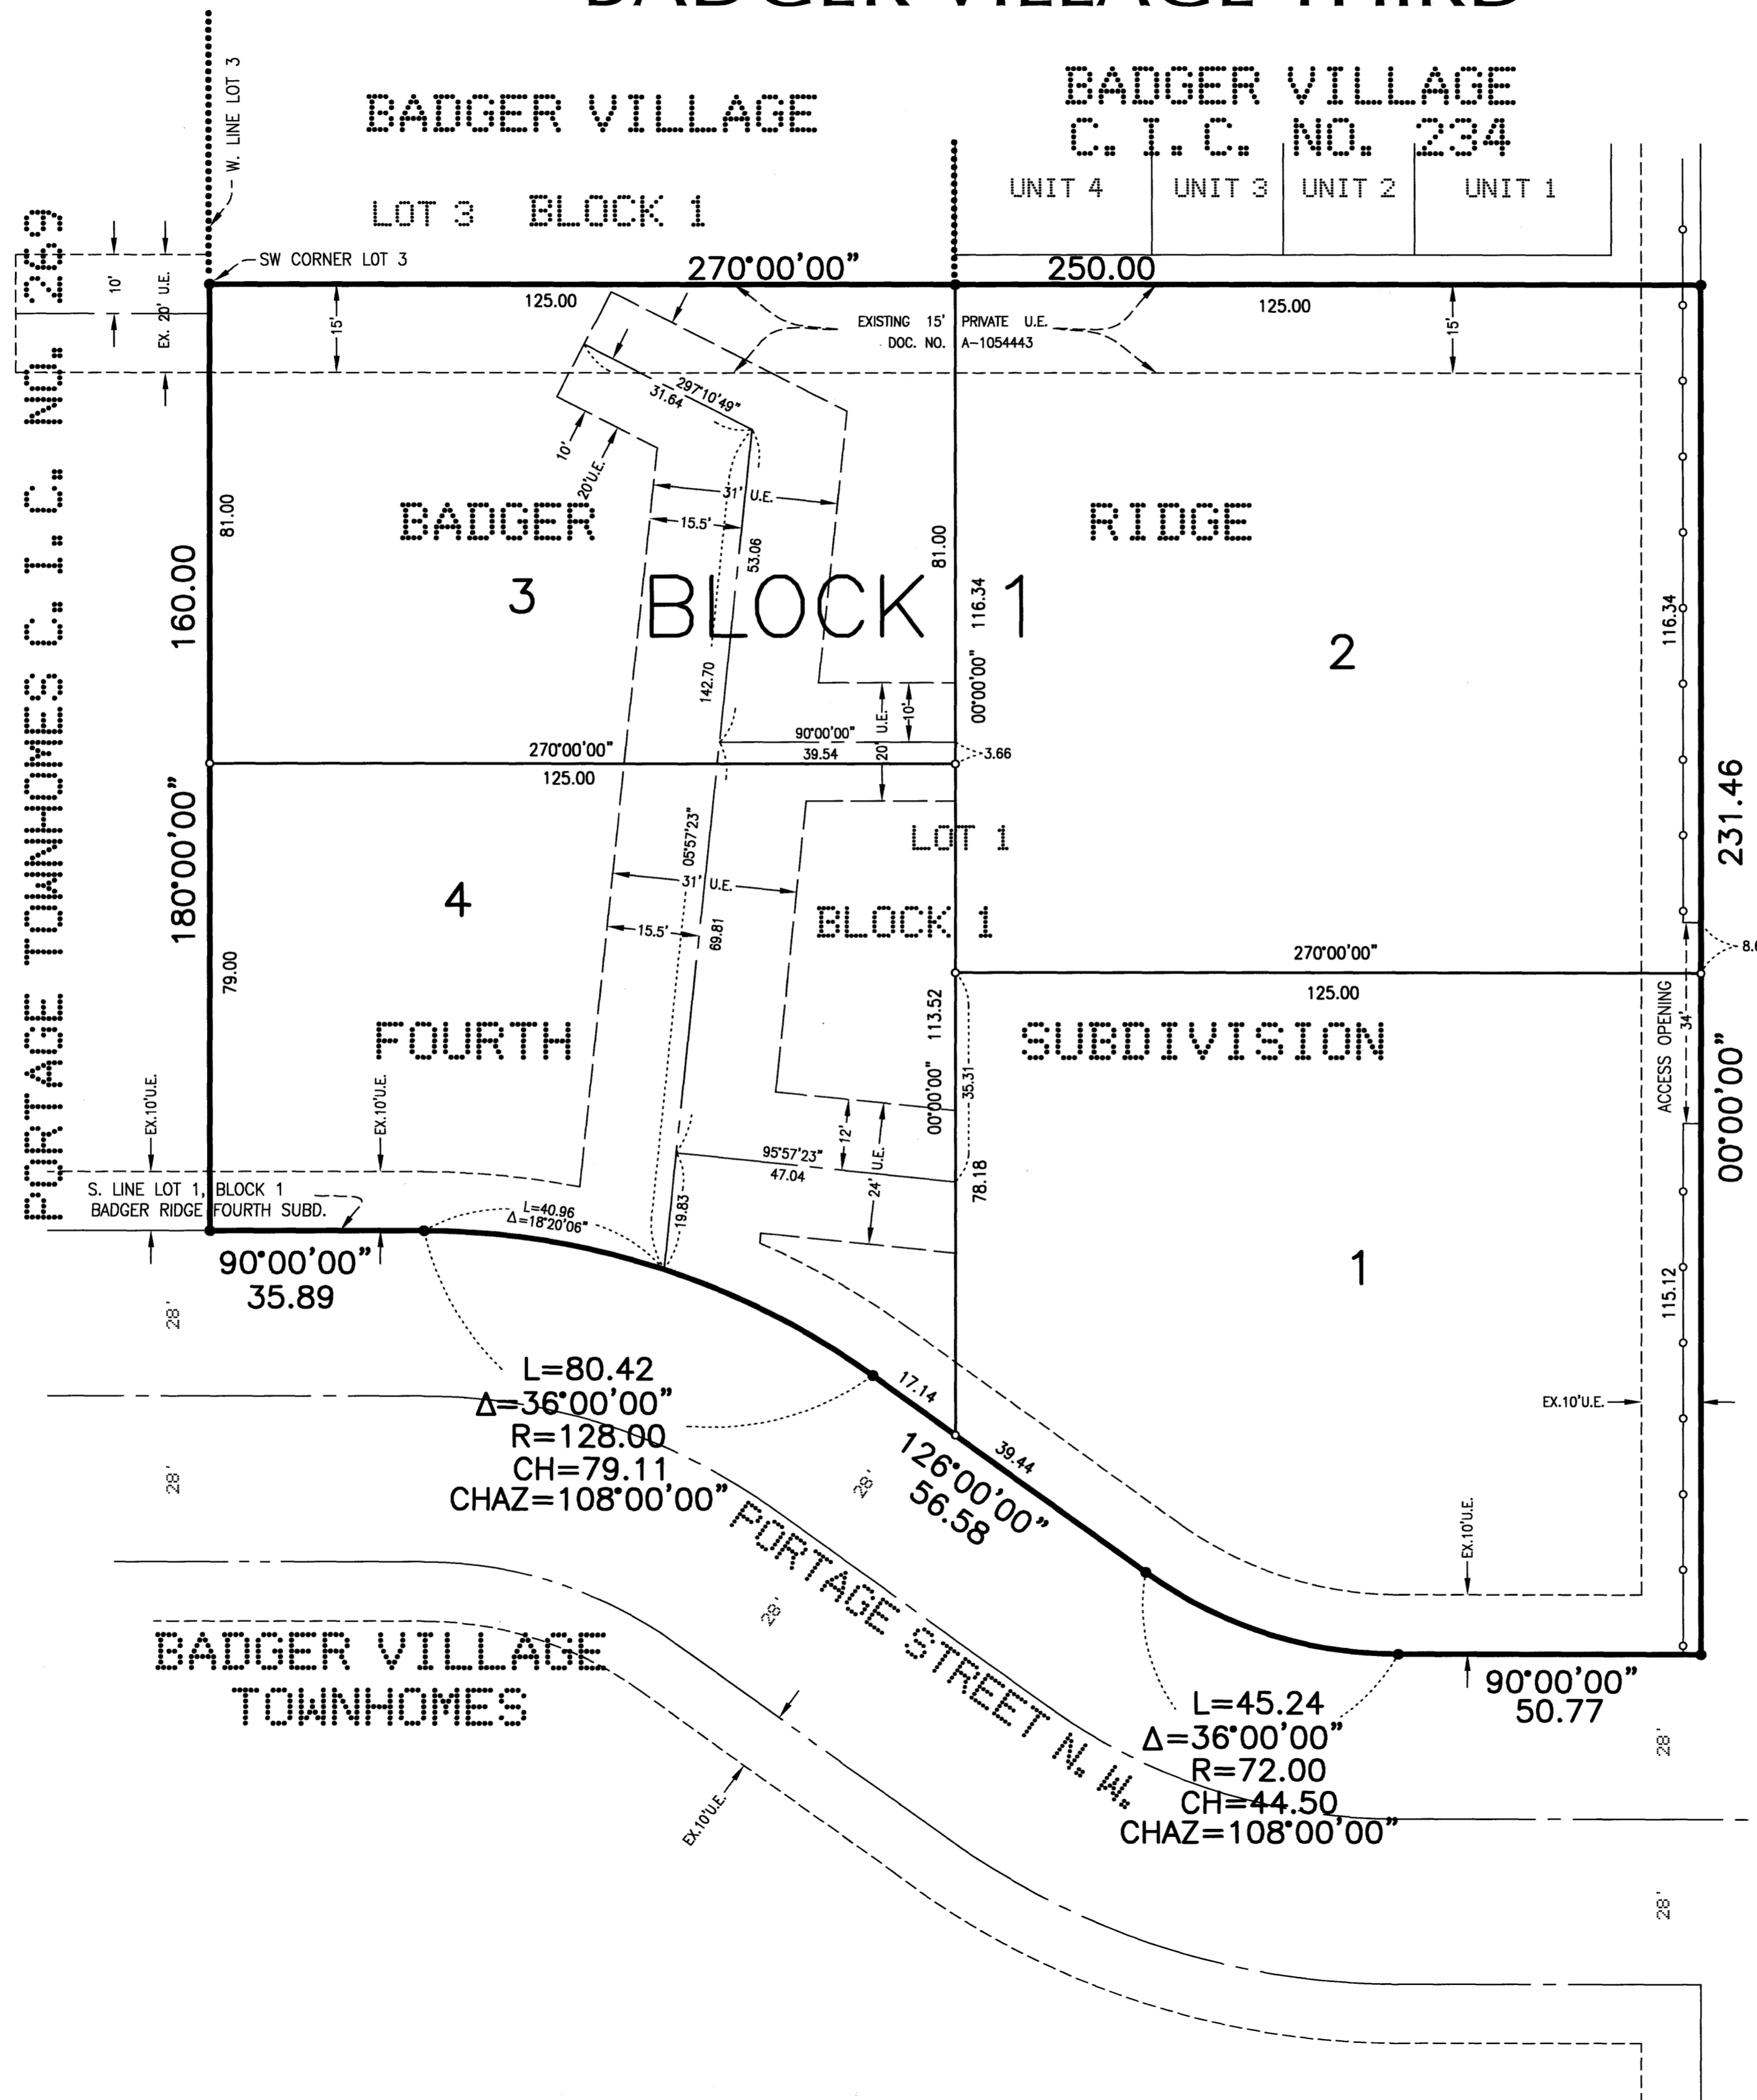 BADGER VILLAGE THIRD
W. LINE LOT 3
BADGER VILLAGE
LOT 3 BLOCK 1
BADGER VILLAGE
C. I. C. NO. 234
UNIT 4
UNIT 3
UNIT 2
UNIT 1
SW CORNER LOT 3
10'
EX. 20' U.E.
270°00'00"
250.00
125.00
125.00
15'
EXISTING 15' PRIVATE U.E.
DOC. NO. A-1054443
15'
PORTAGE TOWNHOMES C. I. C. NO. 269
297°10'49"
31.64
10'
20' U.E.
31' U.E.
15.5'
53.06
81.00
160.00
BADGER
RIDGE
3
BLOCK 1
81.00
116.34
00°00'00"
2
116.34
142.70
10'
20' U.E.
90°00'00"
39.54
3.66
270°00'00"
125.00
180°00'00"
79.00
4
05°57'23"
31' U.E.
15.5'
69.81
LOT 1
BLOCK 1
231.46
00°00'00"
270°00'00"
125.00
113.52
00°00'00"
35.31
FOURTH
SUBDIVISION
ACCESS OPENING
34'
EX.10'U.E.
EX.10'U.E.
12'
24' U.E.
95°57'23"
47.04
78.18
19.83
S. LINE LOT 1, BLOCK 1
BADGER RIDGE FOURTH SUBD.
L=40.96
Δ=18°20'06"
90°00'00"
35.89
28'
1
115.12
L=80.42
Δ=36°00'00"
R=128.00
CH=79.11
CHAZ=108°00'00"
17.14
39.44
126°00'00"
56.58
EX.10'U.E.
28'
28'
28'
EX.10'U.E.
PORTAGE STREET N. W.
BADGER VILLAGE
TOWNHOMES
L=45.24
Δ=36°00'00"
R=72.00
CH=44.50
CHAZ=108°00'00"
90°00'00"
50.77
28'
EX.10'U.E.
28'